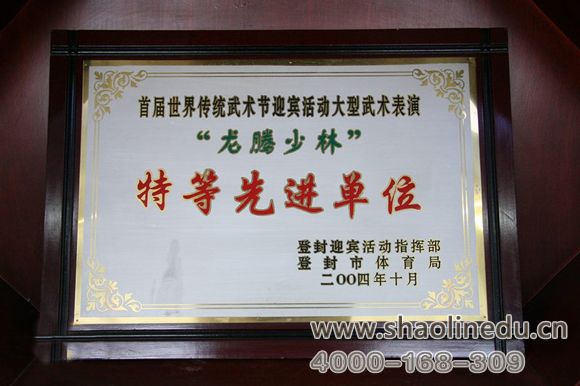 首届世界传统武术节迎宾活动大型武术表演
“龙腾少林”
特等先进单位
登封迎宾活动指挥部
登封市体育局
二〇〇四年十月
www.shaolinedu.cn
4000-168-309